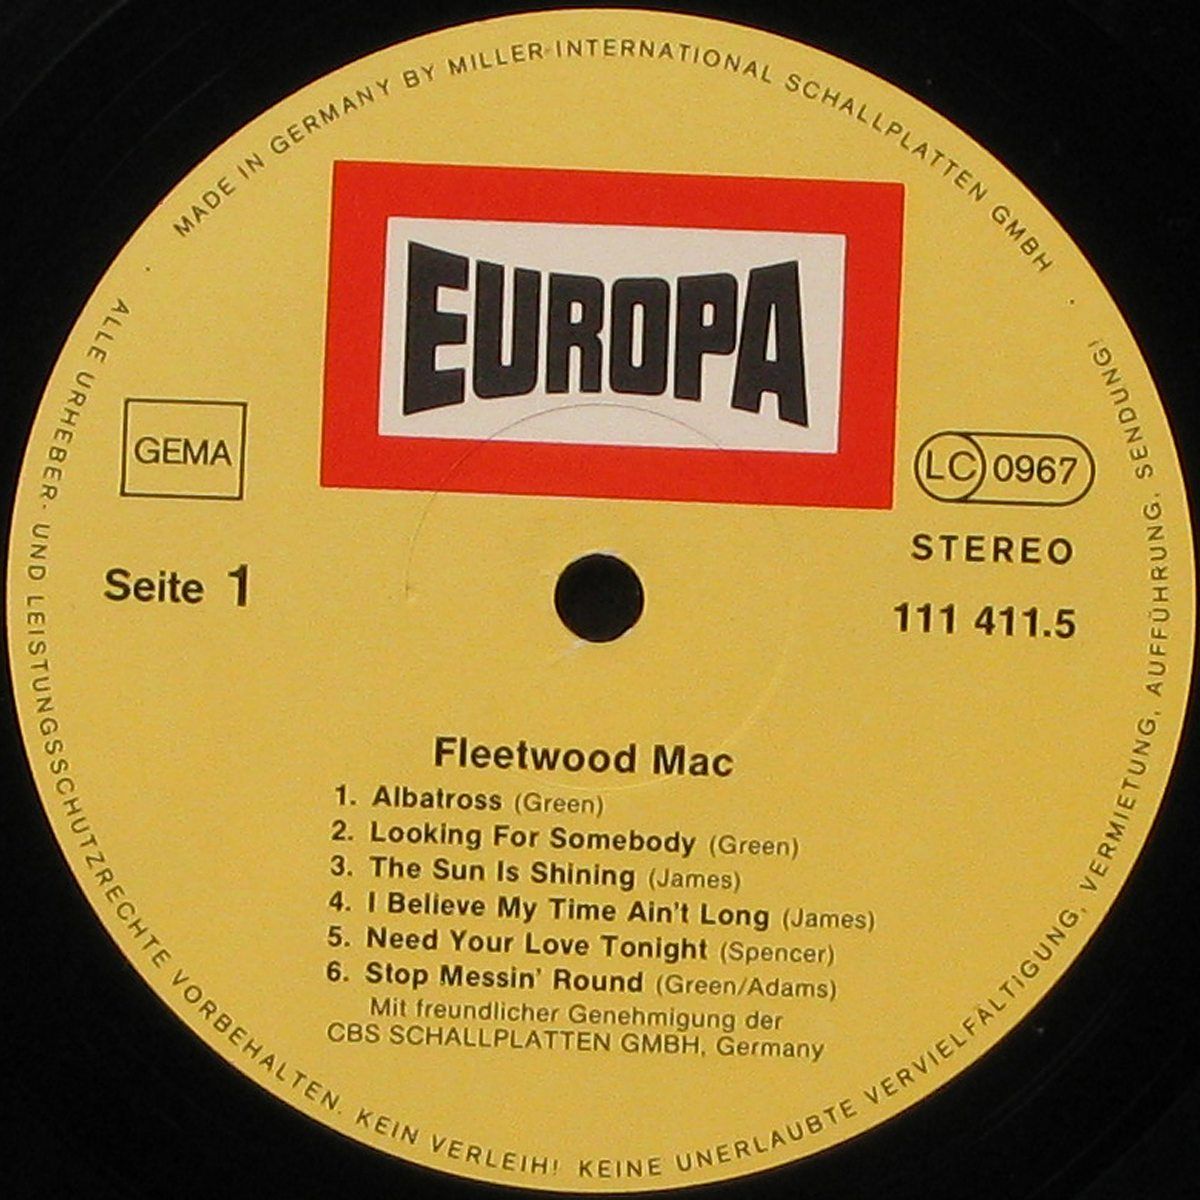 MADE IN GERMANY BY MILLER-INTERNATIONAL SCHALLPLATTEN GMBH
EUROPA
GEMA
LC 0967
STEREO
Seite 1
111 411.5
Fleetwood Mac
1. Albatross (Green)
2. Looking For Somebody (Green)
3. The Sun Is Shining (James)
4. I Believe My Time Ain't Long (James)
5. Need Your Love Tonight (Spencer)
6. Stop Messin' Round (Green/Adams)
Mit freundlicher Genehmigung der
CBS SCHALLPLATTEN GMBH, Germany
ALLE URHEBER- UND LEISTUNGSSCHUTZRECHTE VORBEHALTEN. KEIN VERLEIH! KEINE UNERLAUBTE VERVIELFÄLTIGUNG, VERMIETUNG, AUFFÜHRUNG, SENDUNG!